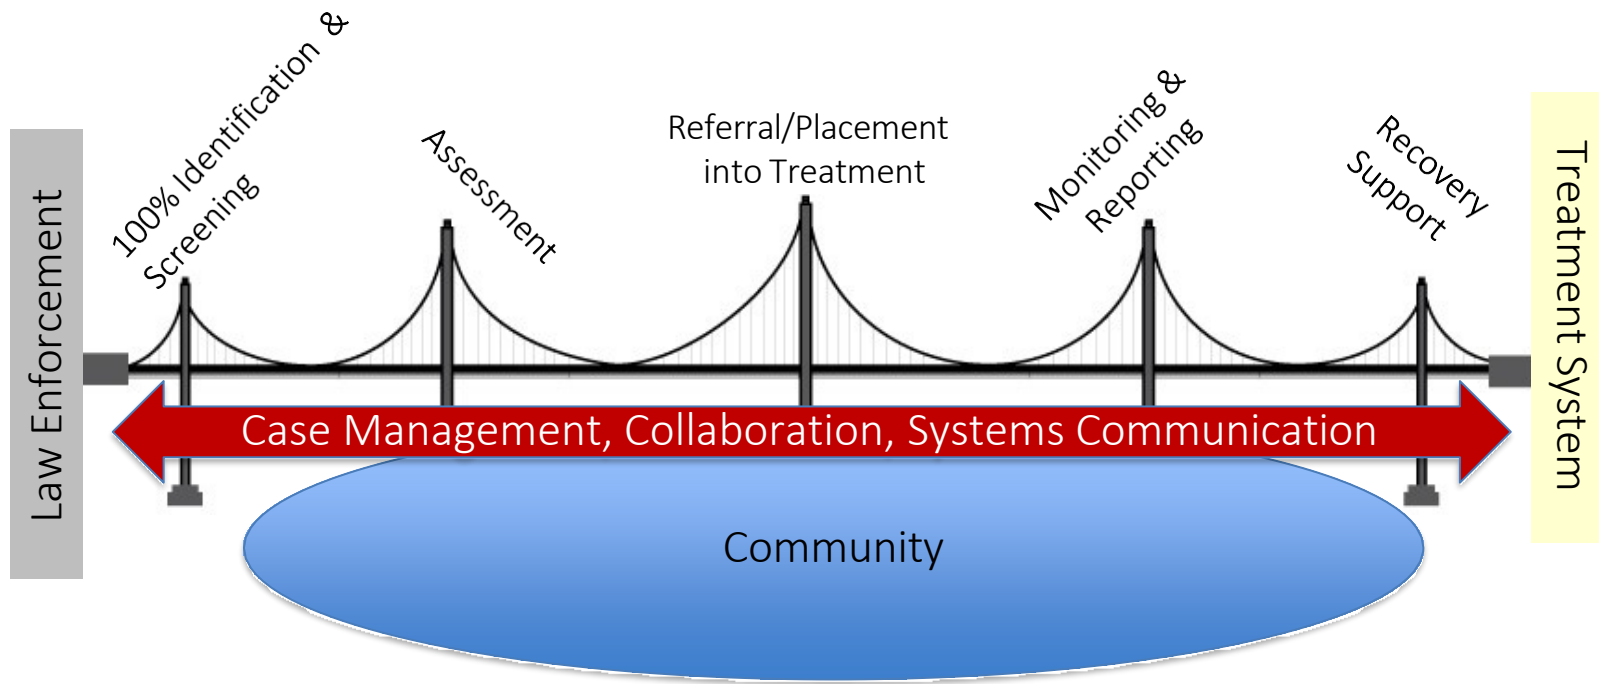 Law Enforcement
100% Identification &
Screening
Assessment
Referral/Placement
into Treatment
Monitoring &
Reporting
Recovery
Support
Treatment System
Case Management, Collaboration, Systems Communication
Community